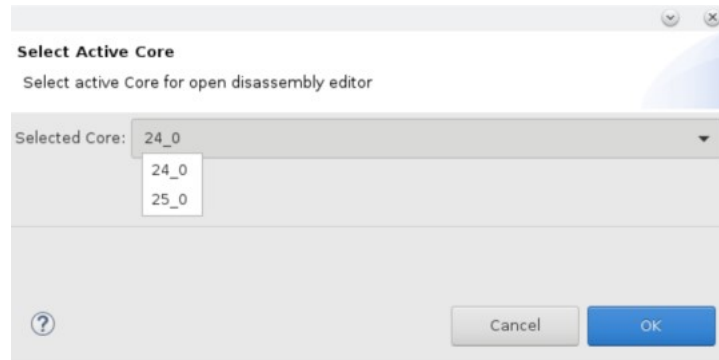 Select Active Core
Select active Core for open disassembly editor
Selected Core: 24_0
24_0
25_0
?
Cancel OK